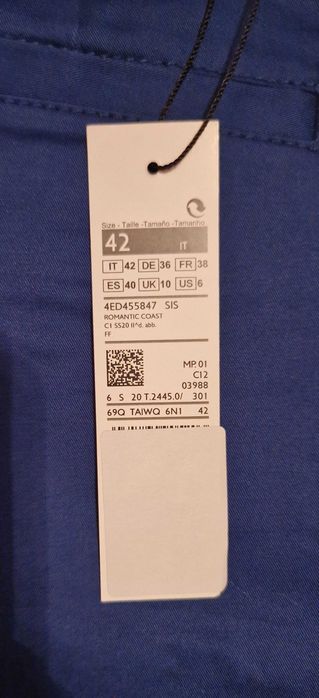 Size - Taille -Tamaño -Tamanho
42 IT
IT 42 DE 36 FR 38
ES 40 UK 10 US 6
4ED455847 SIS
ROMANTIC COAST
C1 SS20 II^d. abb.
FF
MP. 01
C12
03988
6 S 20 T.2445.0/ 301
69Q TAIWQ 6N1 42